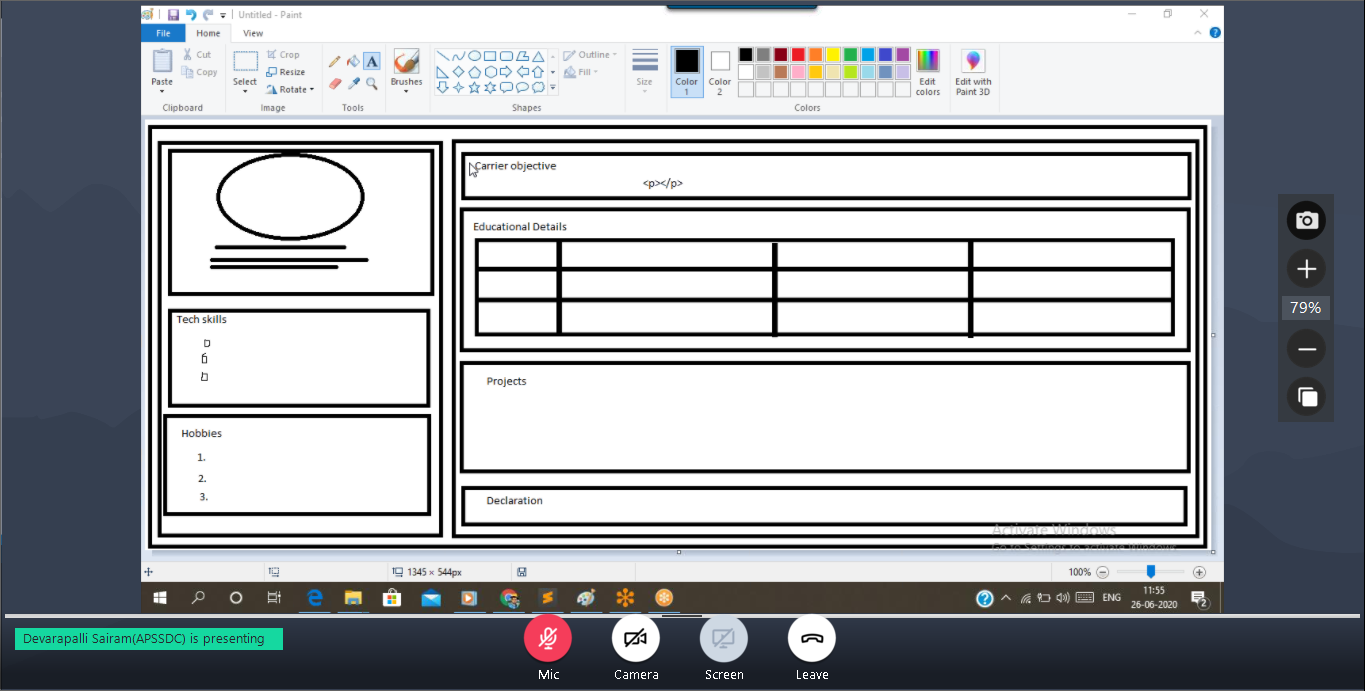 Untitled - Paint
File Home View
Paste
Cut
Copy
Clipboard
Select
Crop
Resize
Rotate
Image
A
Tools
Brushes
Shapes
Outline
Fill
Size
Color 1
Color 2
Edit colors
Colors
Edit with Paint 3D
Carrier objective
<p></p>
Educational Details
Tech skills
Hobbies
1.
2.
3.
Projects
Declaration
Activate Windows
Go to Settings to activate Windows.
79%
1345 × 544px
100%
ENG
11:55
26-06-2020
2
Devarapalli Sairam(APSSDC) is presenting
Mic
Camera
Screen
Leave